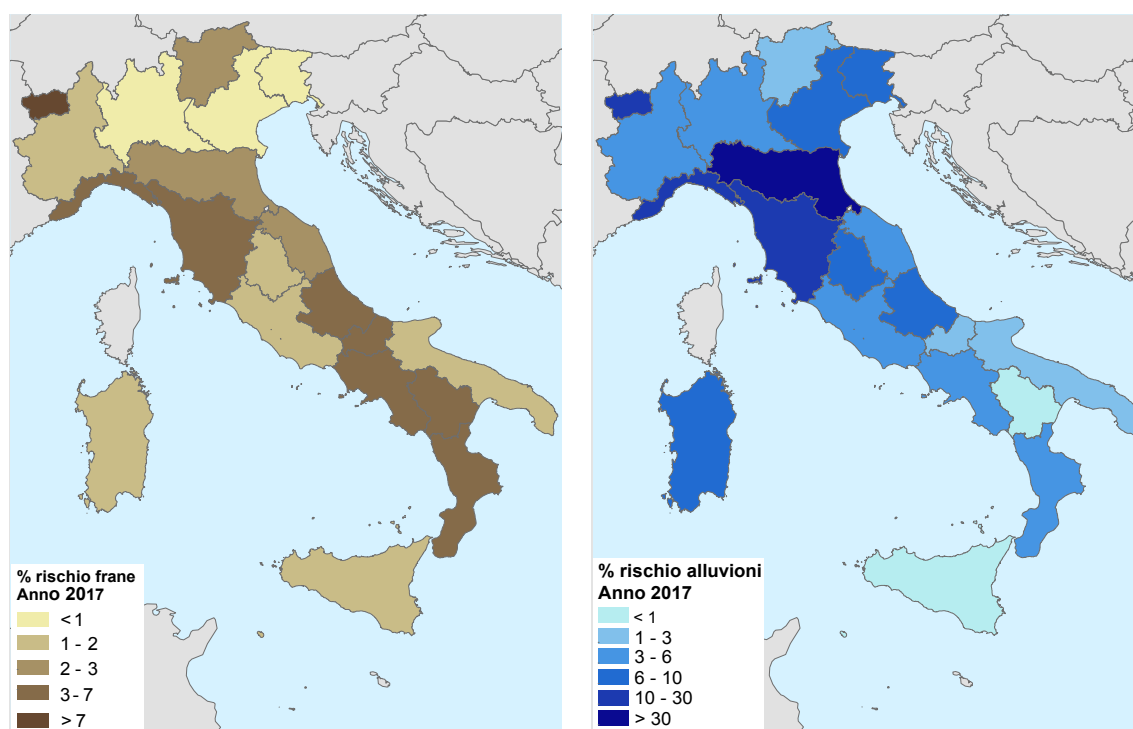 % rischio frane
Anno 2017
< 1
1 - 2
2 - 3
3 - 7
> 7
% rischio alluvioni
Anno 2017
< 1
1 - 3
3 - 6
6 - 10
10 - 30
> 30